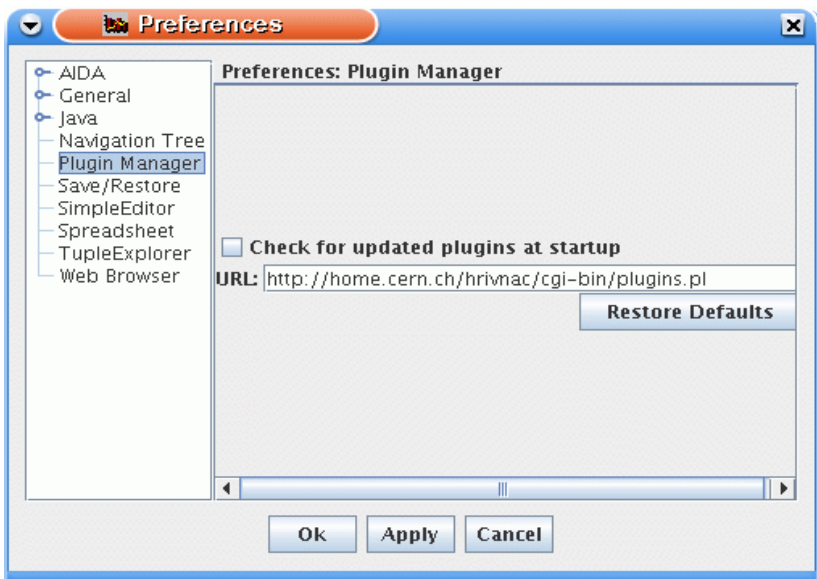 Preferences
AIDA
General
Java
Navigation Tree
Plugin Manager
Save/Restore
SimpleEditor
Spreadsheet
TupleExplorer
Web Browser
Preferences: Plugin Manager
Check for updated plugins at startup
URL: http://home.cern.ch/hrivnac/cgi-bin/plugins.pl
Restore Defaults
Ok Apply Cancel